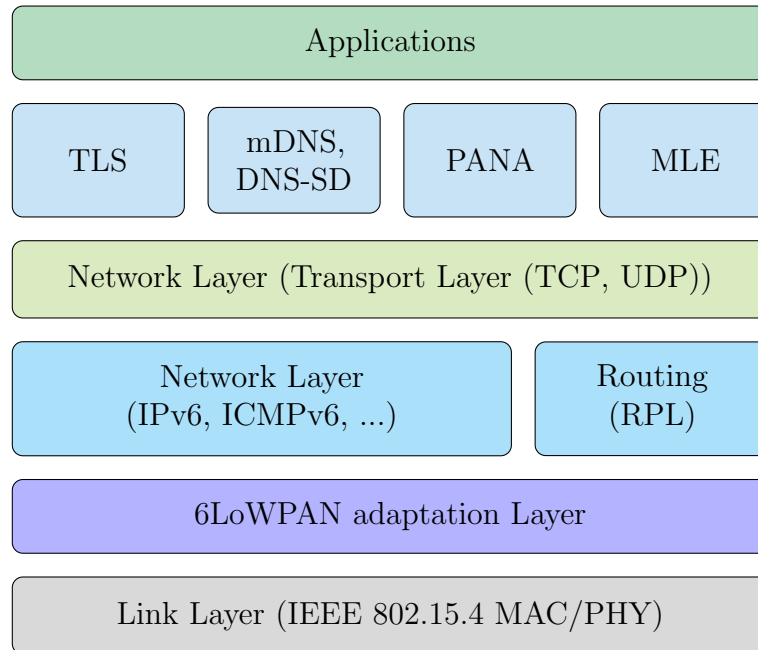 Applications
TLS
mDNS,
DNS-SD
PANA
MLE
Network Layer (Transport Layer (TCP, UDP))
Network Layer
(IPv6, ICMPv6, ...)
Routing
(RPL)
6LoWPAN adaptation Layer
Link Layer (IEEE 802.15.4 MAC/PHY)